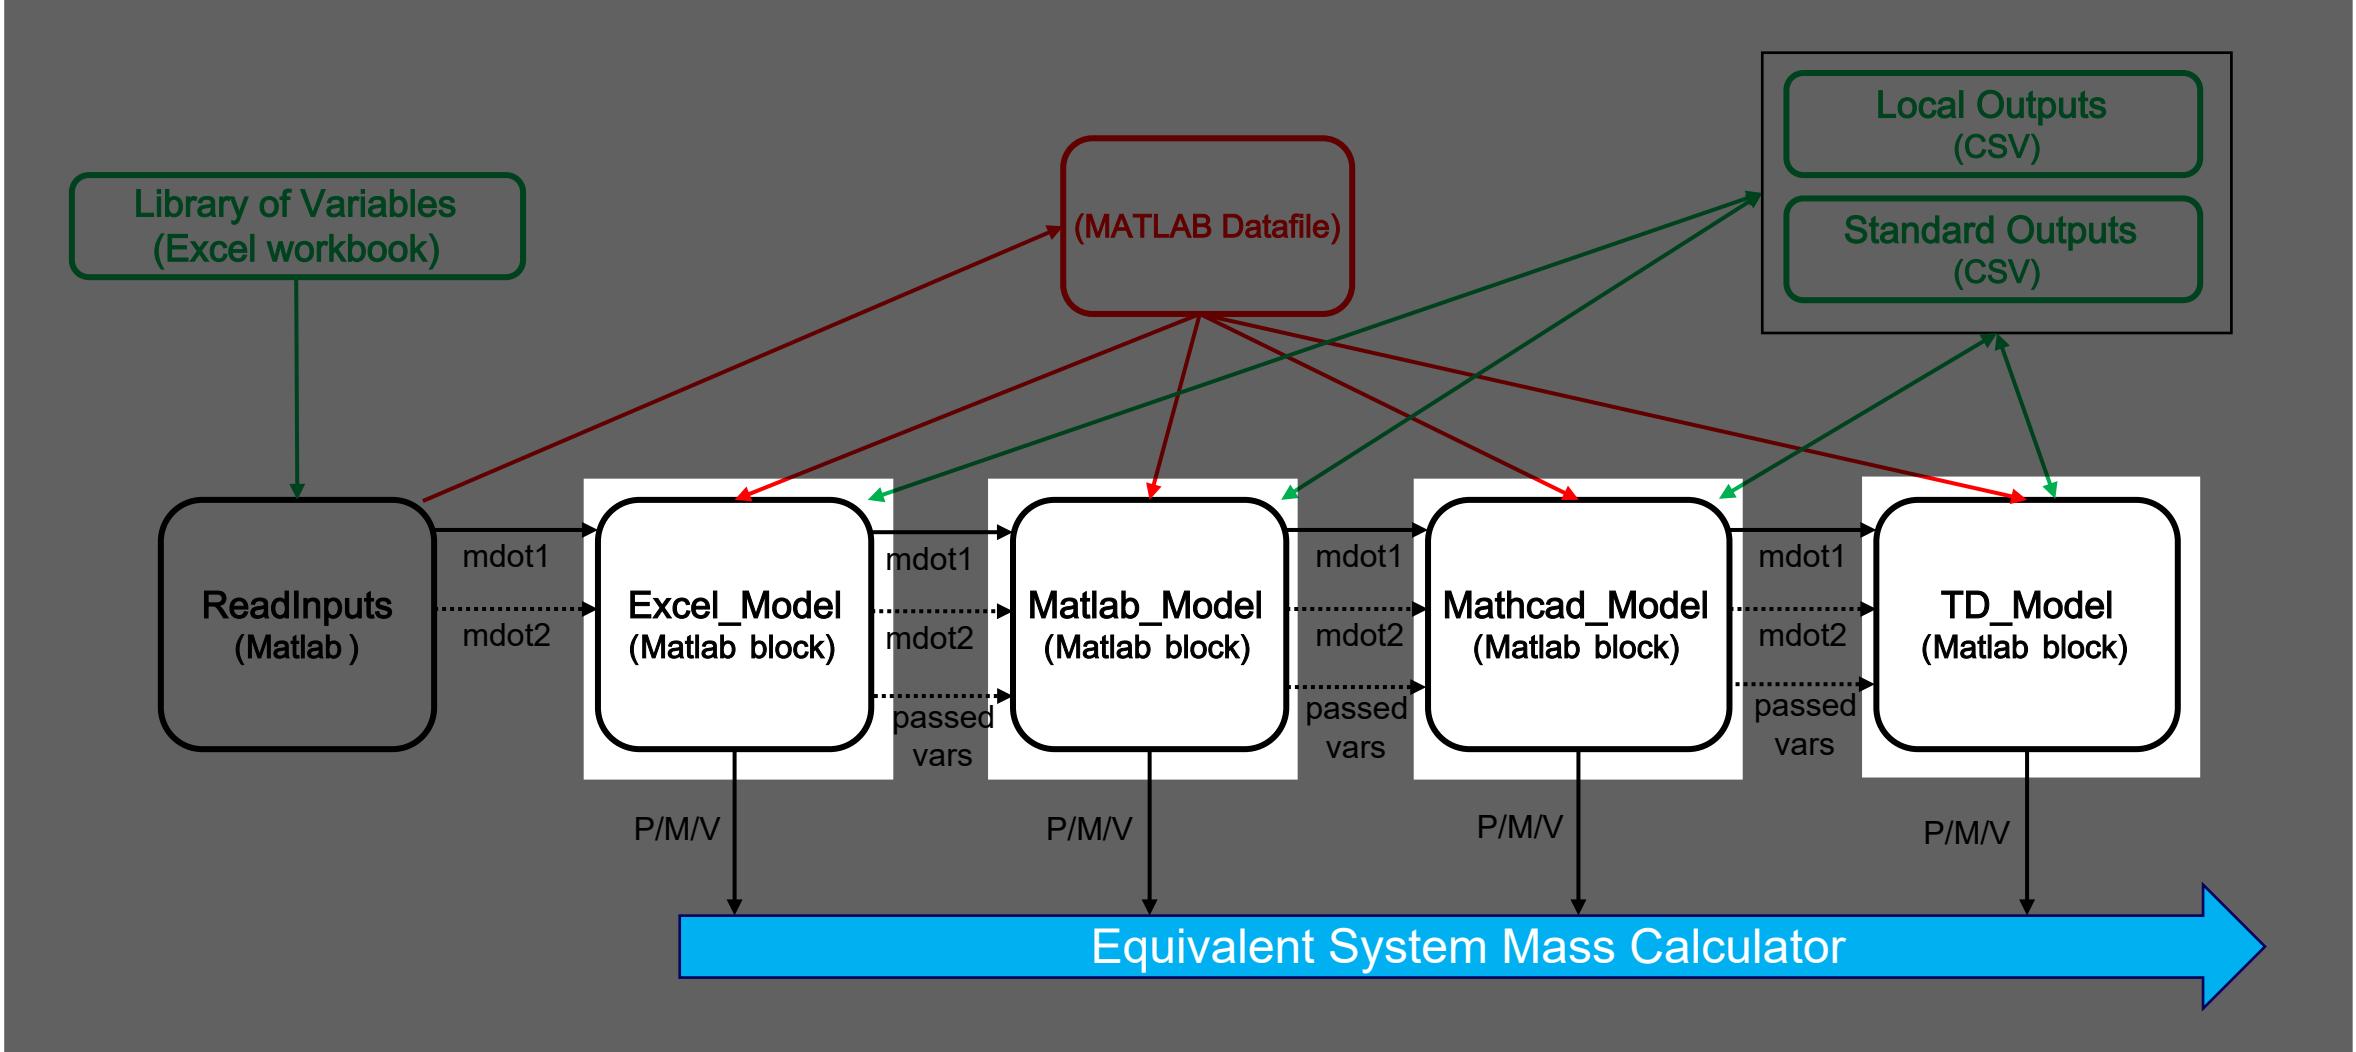 Local Outputs
(CSV)
Standard Outputs
(CSV)
Library of Variables
(Excel workbook)
(MATLAB Datafile)
ReadInputs
(Matlab )
mdot1
mdot2
Excel_Model
(Matlab block)
mdot1
mdot2
passed
vars
Matlab_Model
(Matlab block)
mdot1
mdot2
passed
vars
Mathcad_Model
(Matlab block)
mdot1
mdot2
passed
vars
TD_Model
(Matlab block)
P/M/V
P/M/V
P/M/V
P/M/V
Equivalent System Mass Calculator